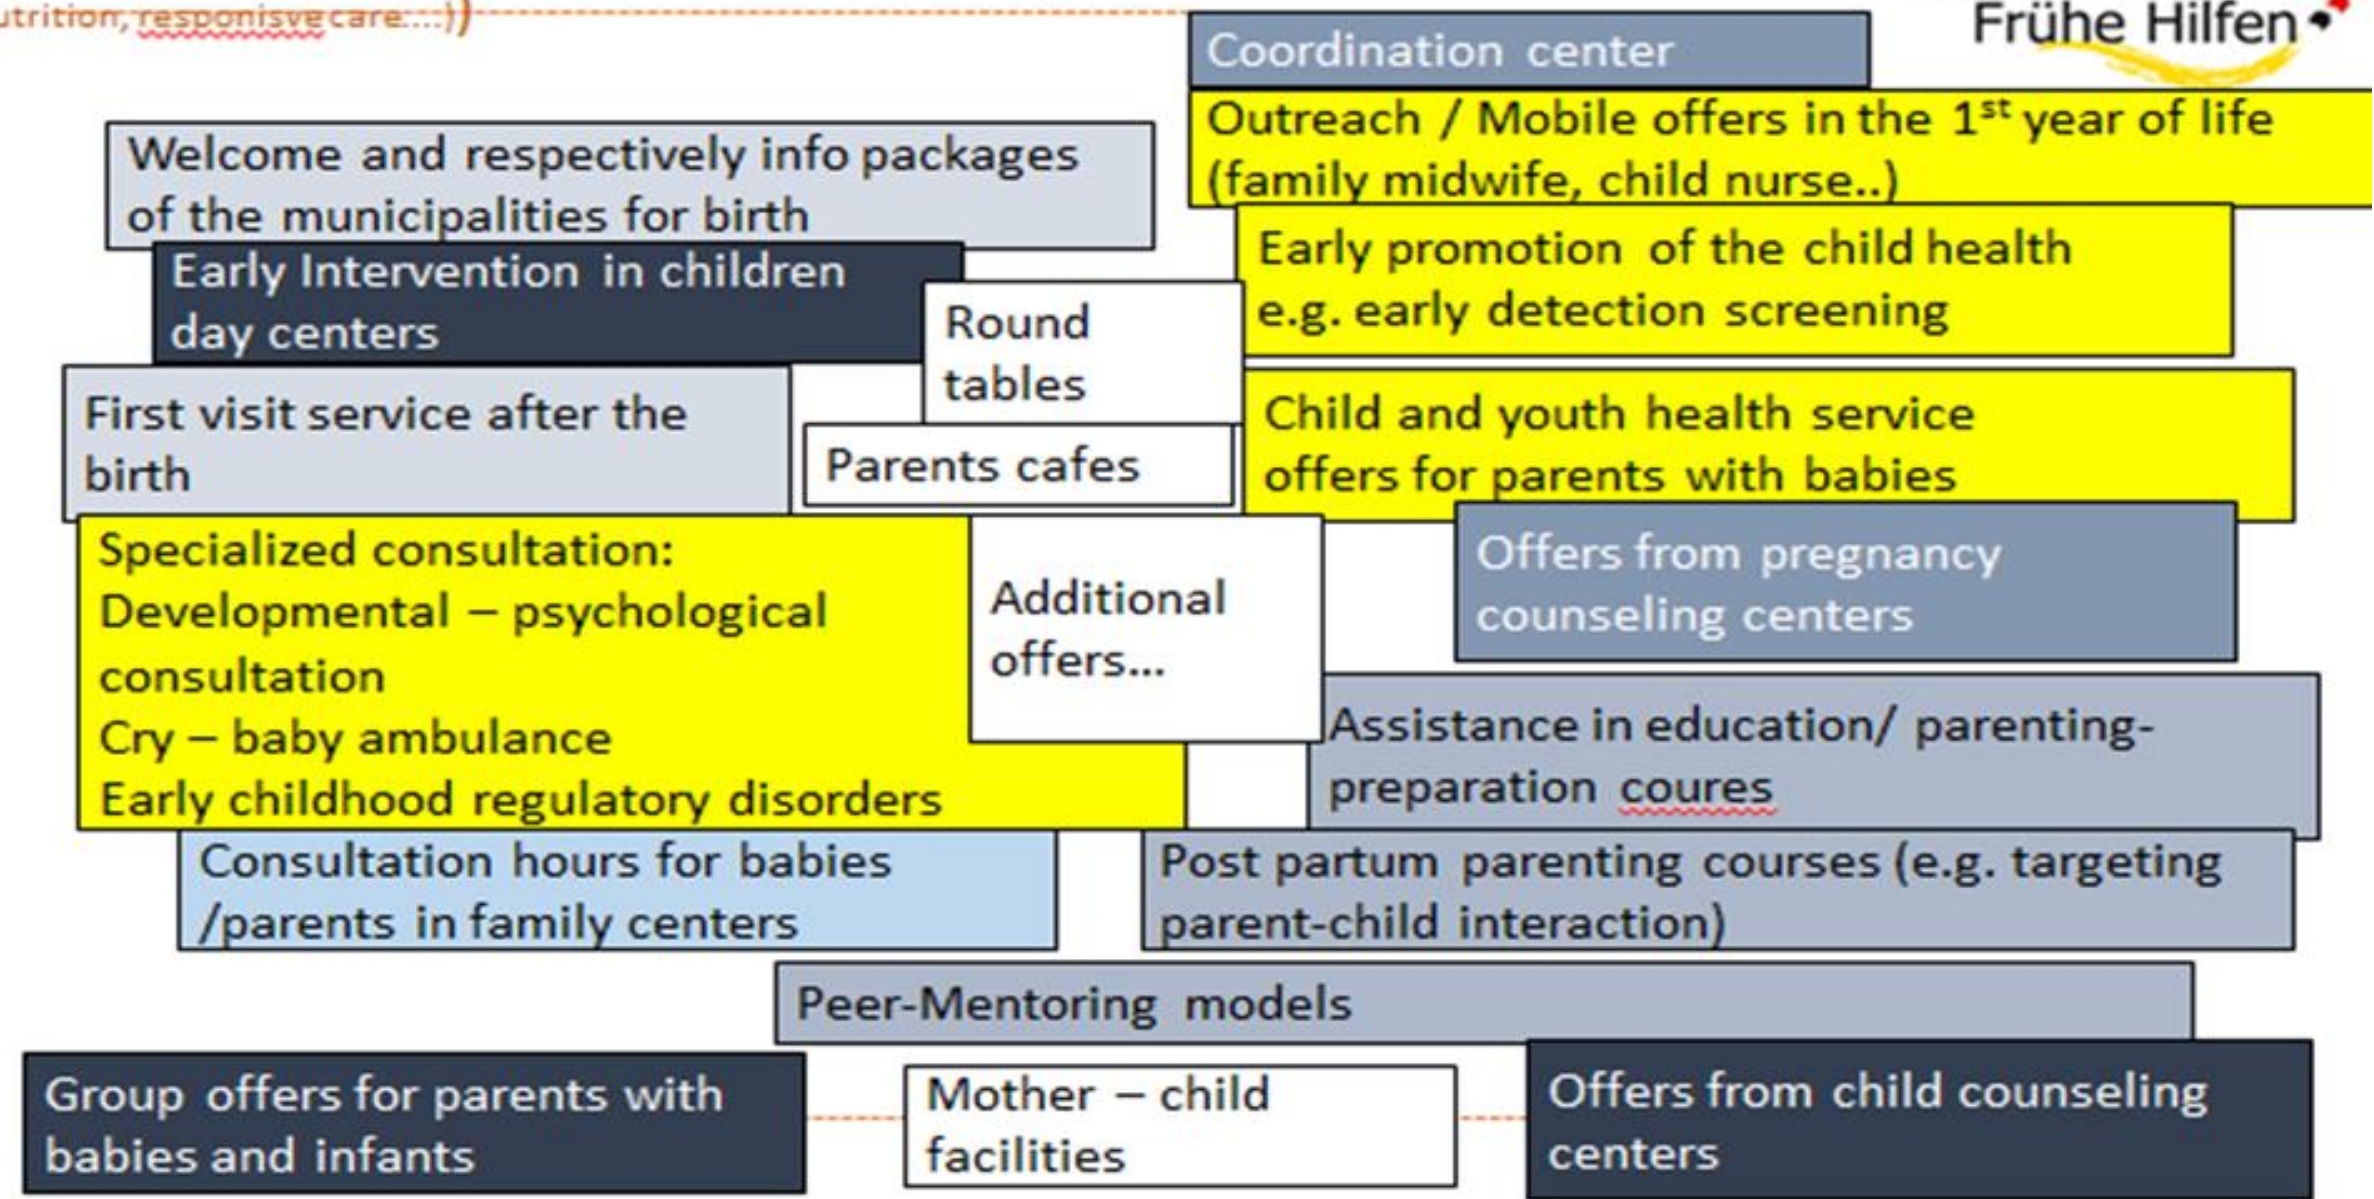 utrition, responisve care....))
Frühe Hilfen
Coordination center
Outreach / Mobile offers in the 1st year of life
(family midwife, child nurse..)
Welcome and respectively info packages
of the municipalities for birth
Early Intervention in children
day centers
Early promotion of the child health
e.g. early detection screening
Round
tables
First visit service after the
birth
Parents cafes
Child and youth health service
offers for parents with babies
Specialized consultation:
Developmental – psychological
consultation
Cry – baby ambulance
Early childhood regulatory disorders
Additional
offers...
Offers from pregnancy
counseling centers
Assistance in education/ parenting-
preparation coures
Consultation hours for babies
/parents in family centers
Post partum parenting courses (e.g. targeting
parent-child interaction)
Peer-Mentoring models
Group offers for parents with
babies and infants
Mother – child
facilities
Offers from child counseling
centers